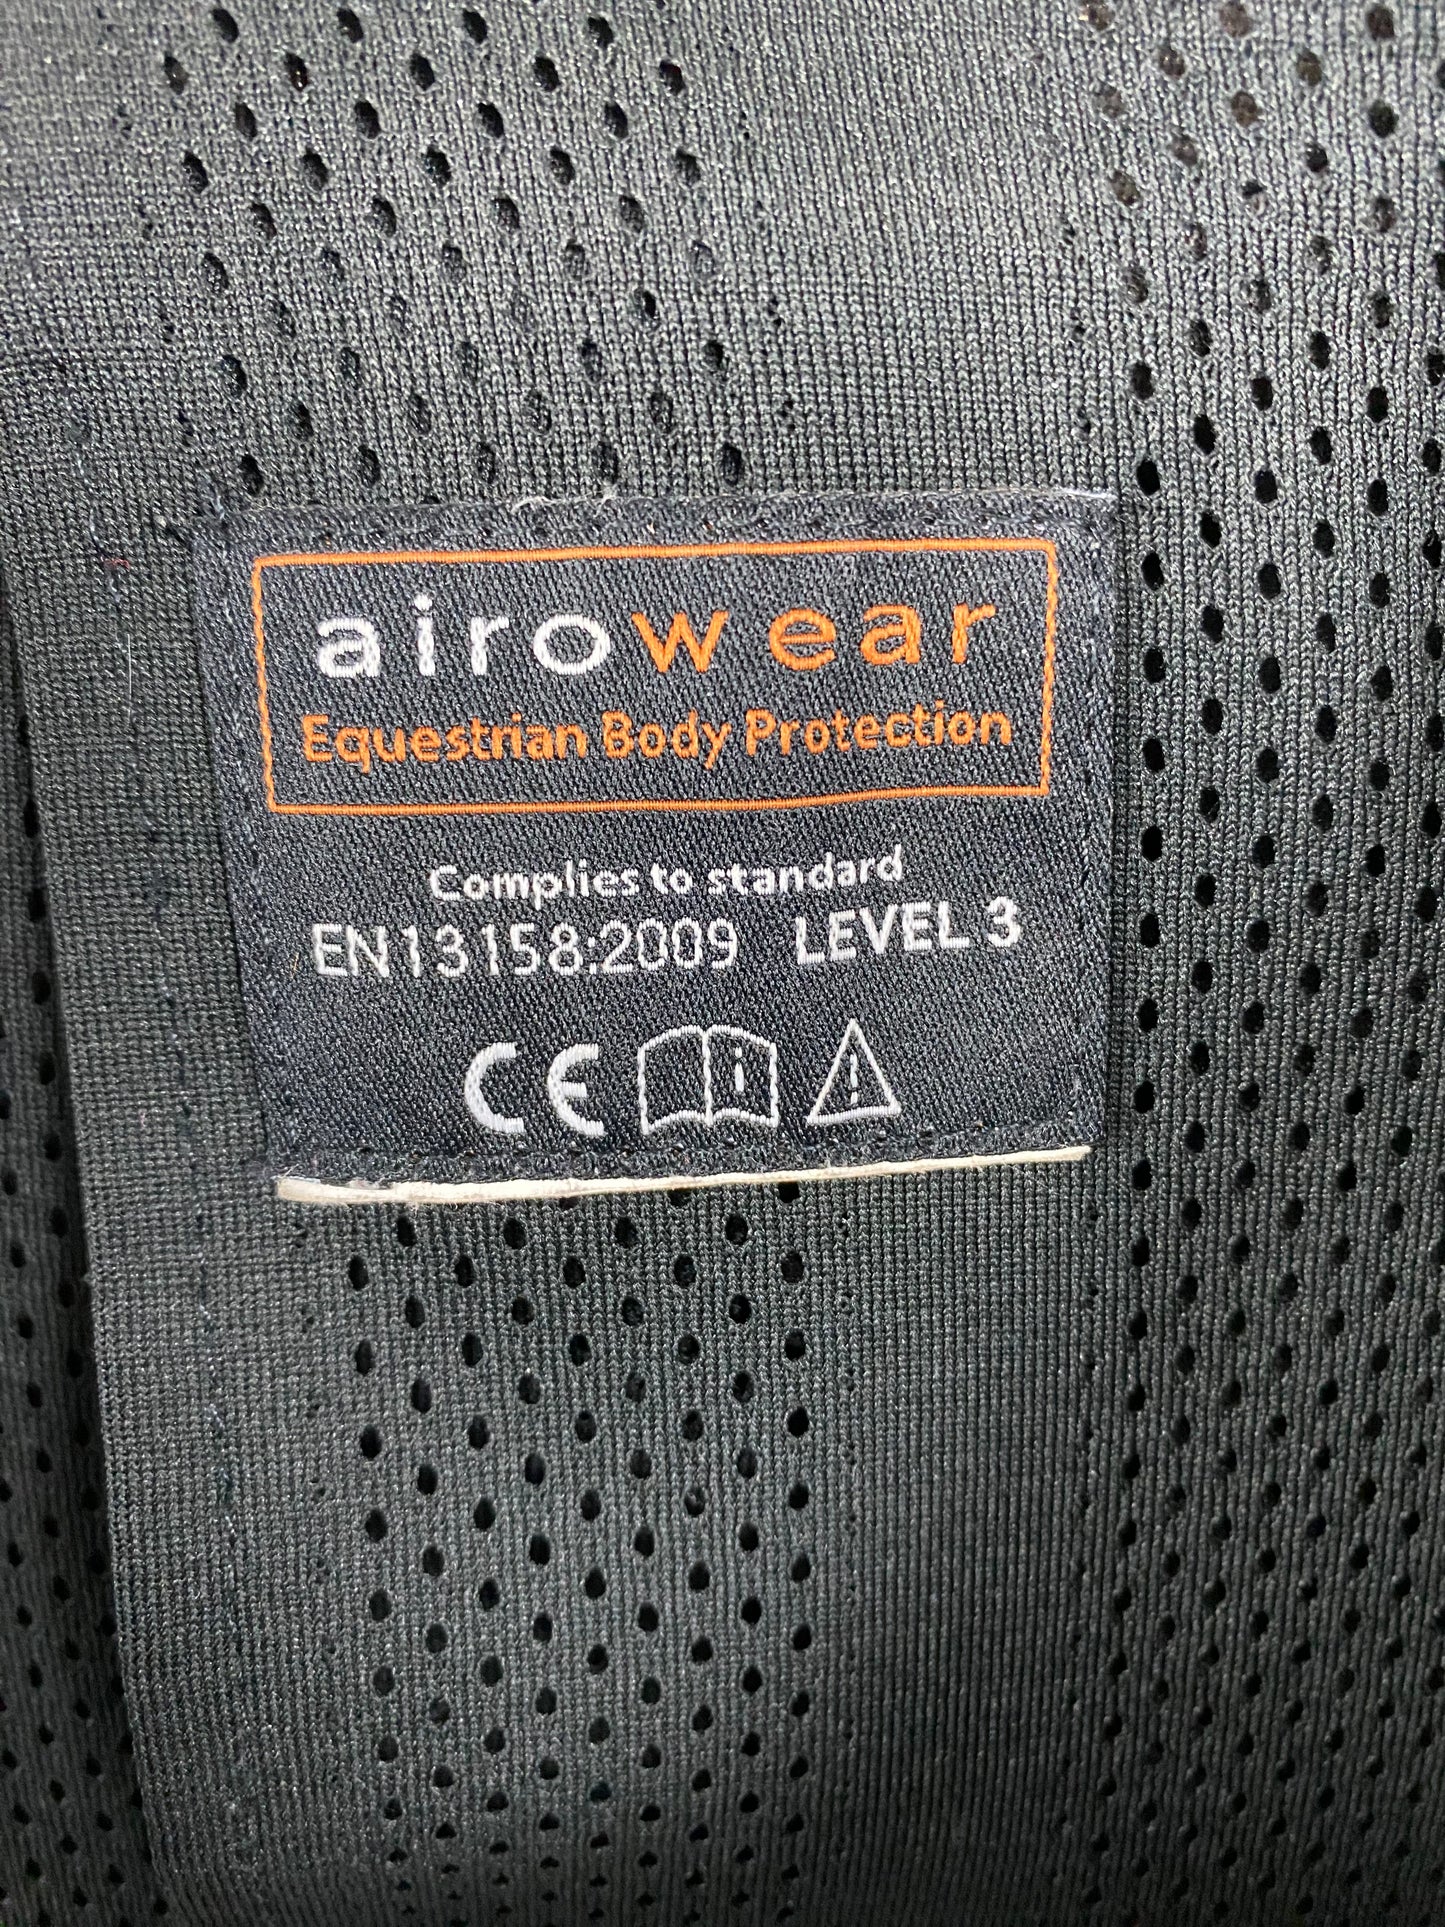 airowear
Equestrian Body Protection
Complies to standard
EN13158:2009 LEVEL 3
CE i